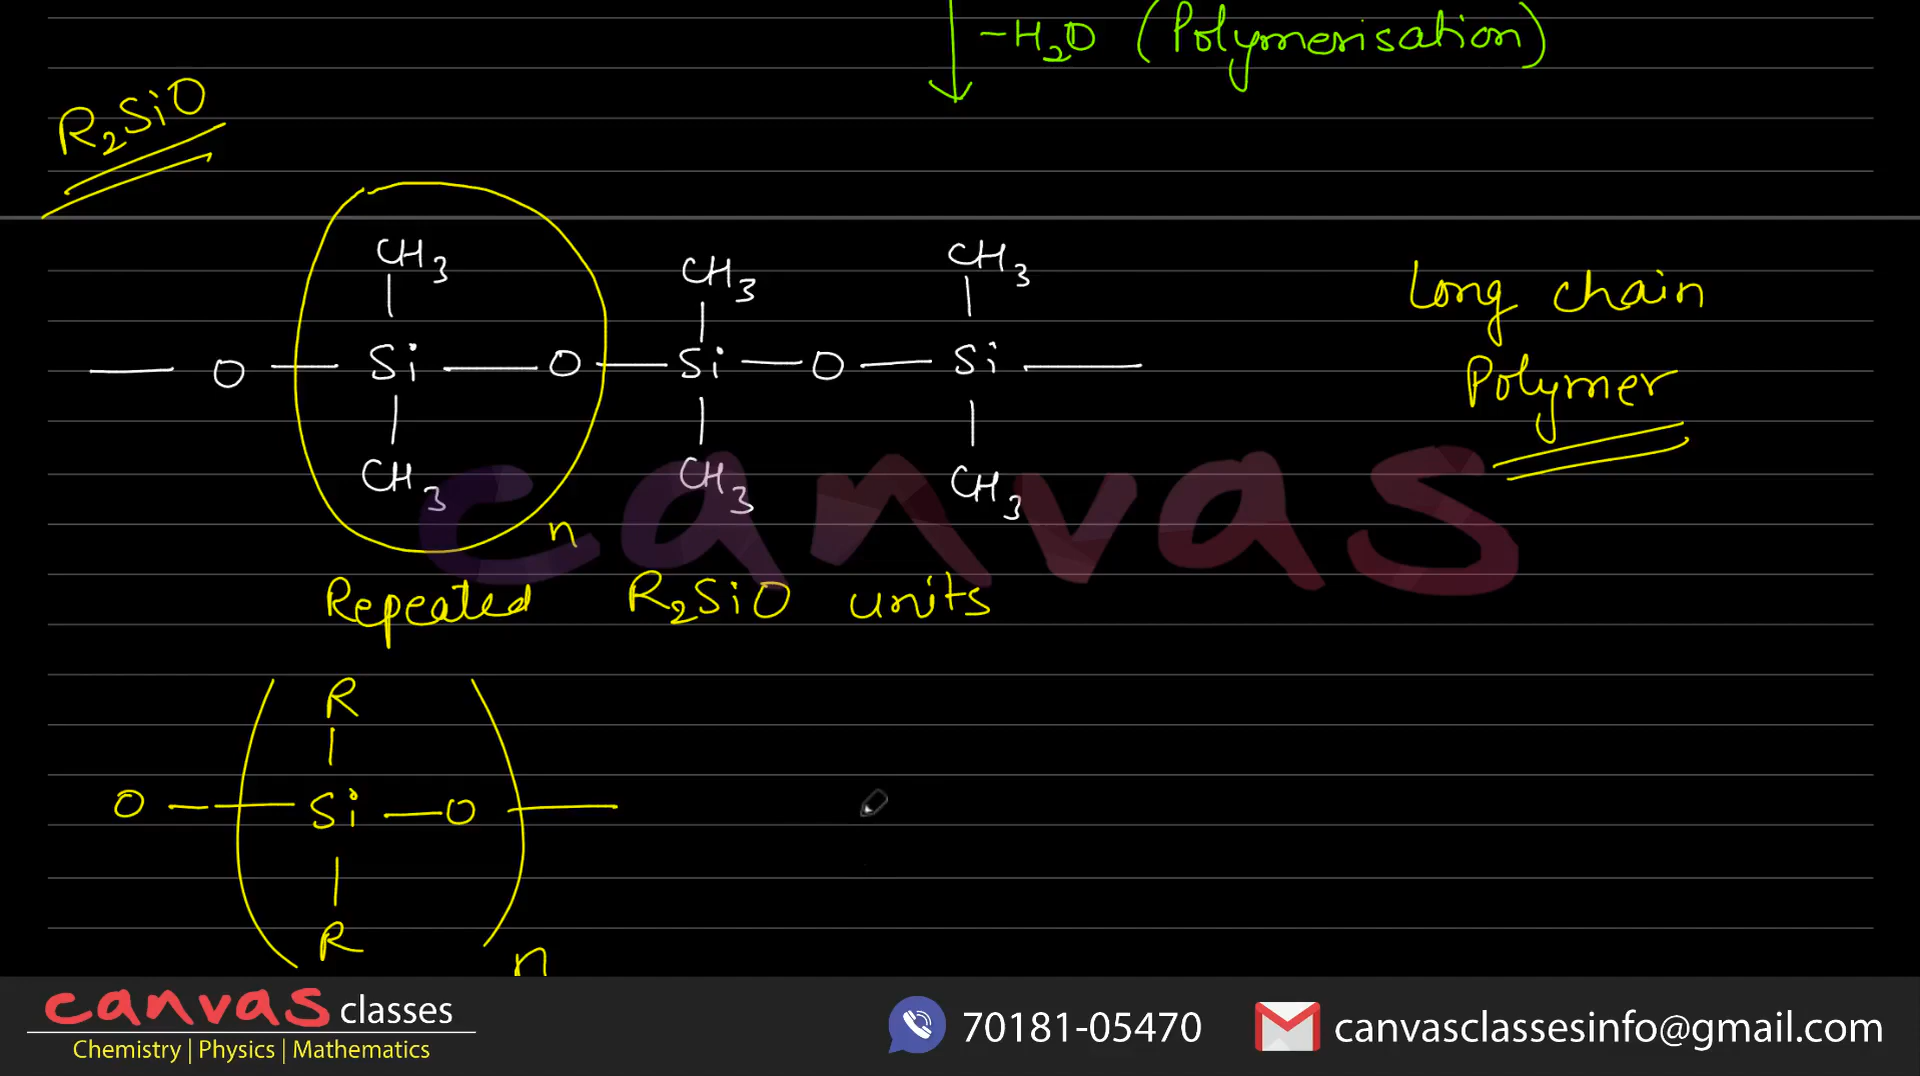 -H2O (Polymerisation)
R2SiO
CH3 CH3 CH3
Long chain
— O — Si — O — Si — O — Si —
Polymer
CH3 CH3 CH3
n
canvas
Repeated R2SiO units
R
O — Si — O —
R
n
canvas classes
Chemistry | Physics | Mathematics
70181-05470
canvasclassesinfo@gmail.com